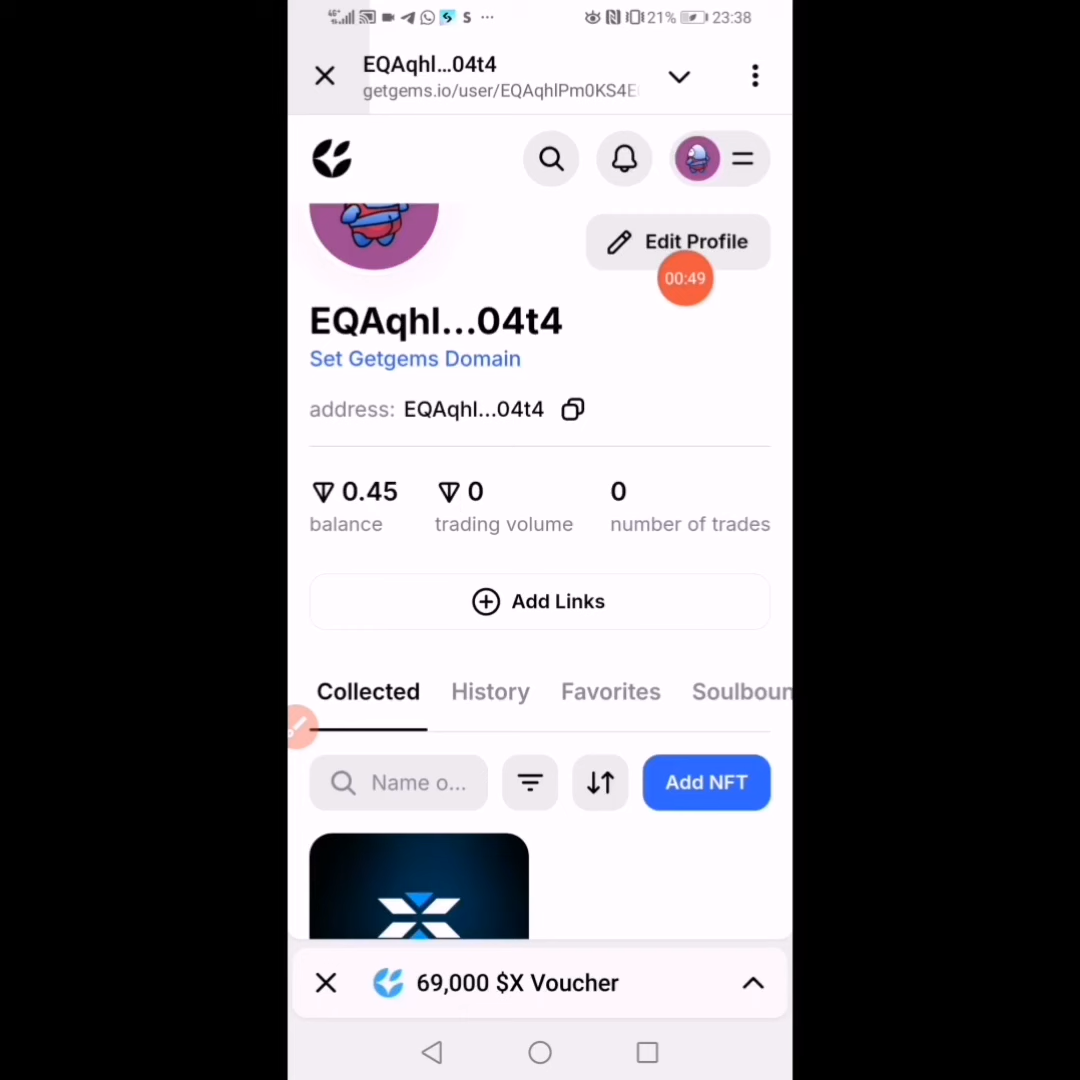 21% 23:38
EQAqhl...04t4
getgems.io/user/EQAqhlPm0KS4E
Edit Profile
00:49
EQAqhl...04t4
Set Getgems Domain
address: EQAqhl...04t4
0.45 0 0
balance trading volume number of trades
Add Links
Collected History Favorites Soulboun
Name o... Add NFT
69,000 $X Voucher